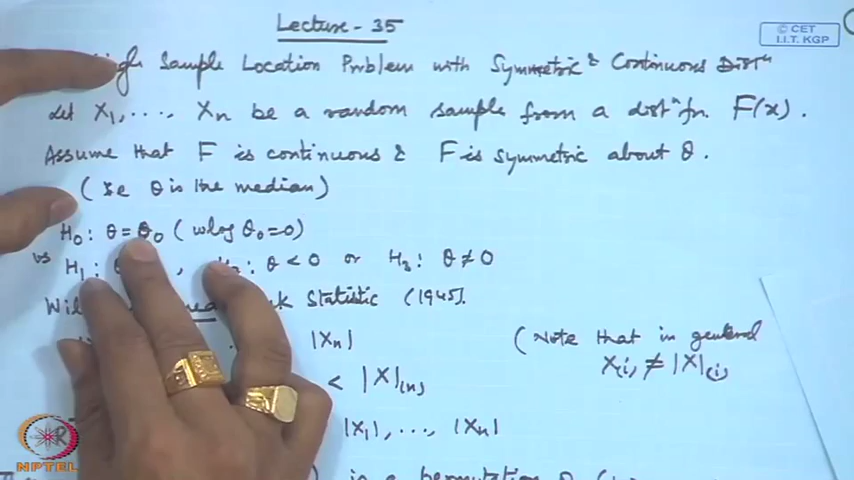 Lecture - 35
© CET
I.I.T. KGP
Sample Location Problem with Symmetric & Continuous Distⁿ
Let X₁, ...., Xₙ be a random sample from a distⁿ fn. F(x).
Assume that F is continuous & F is symmetric about θ.
(ie θ is the median)
H₀: θ = θ₀ (wlog θ₀=0)
vs H₁: , : θ < 0 or H₃: θ ≠ 0
Statistic (1945).
|Xₙ| (Note that in general
< |X|₍ₙ₎ X₍ᵢ₎ ≠ |X|₍ᵢ₎
|X₁|, ...., |Xₙ|
is a permutation
NPTEL